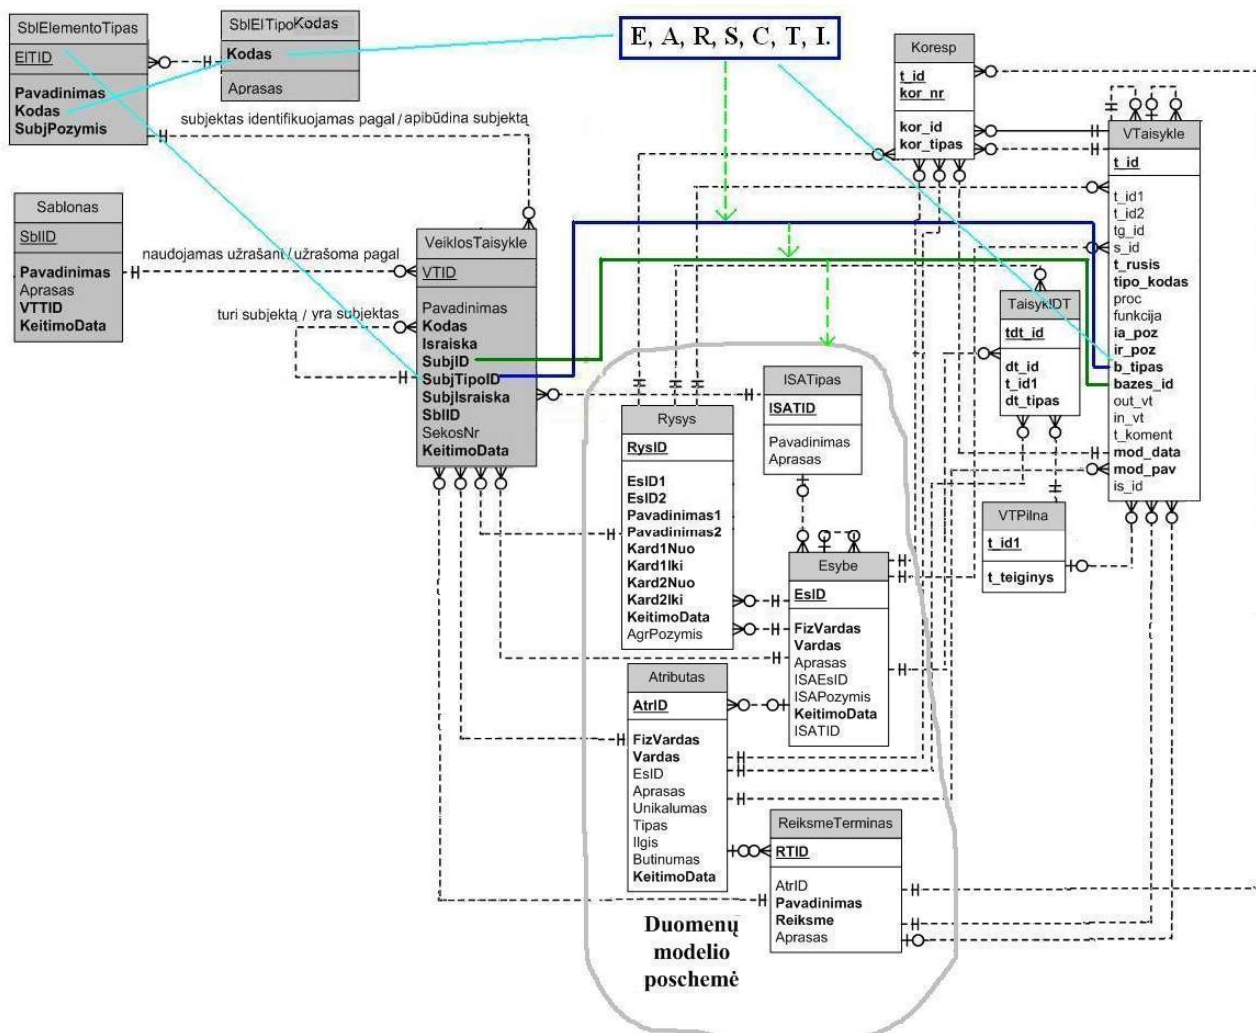 SblElementoTipas
ElTID
Pavadinimas
Kodas
SubjPozymis
SblElTipoKodas
Kodas
Aprasas
E, A, R, S, C, T, I.
Koresp
t_id
kor_nr
kor_id
kor_tipas
subjektas identifikuojamas pagal / apibūdina subjektą
VTaisykle
t_id
t_id1
t_id2
tg_id
s_id
t_rusis
tipo_kodas
proc
funkcija
ia_poz
ir_poz
b_tipas
bazes_id
out_vt
in_vt
t_koment
mod_data
mod_pav
is_id
Sablonas
SblID
Pavadinimas
Aprasas
VTTID
KeitimoData
naudojamas užrašant / užrašoma pagal
turi subjektą / yra subjektas
VeiklosTaisykle
VTID
Pavadinimas
Kodas
Israiska
SubjID
SubjTipoID
SubjIsraiska
SblID
SekosNr
KeitimoData
TaisyklDT
tdt_id
dt_id
t_id1
dt_tipas
ISATipas
ISATID
Pavadinimas
Aprasas
Rysys
RysID
EsID1
EsID2
Pavadinimas1
Pavadinimas2
Kard1Nuo
Kard1Iki
Kard2Nuo
Kard2Iki
KeitimoData
AgrPozymis
VTPilna
t_id1
t_teiginys
Esybe
EsID
FizVardas
Vardas
Aprasas
ISAEsID
ISAPozymis
KeitimoData
ISATID
Atributas
AtrID
FizVardas
Vardas
EsID
Aprasas
Unikalumas
Tipas
Ilgis
Butinumas
KeitimoData
ReiksmeTerminas
RTID
AtrID
Pavadinimas
Reiksme
Aprasas
Duomenų
modelio
poschemė